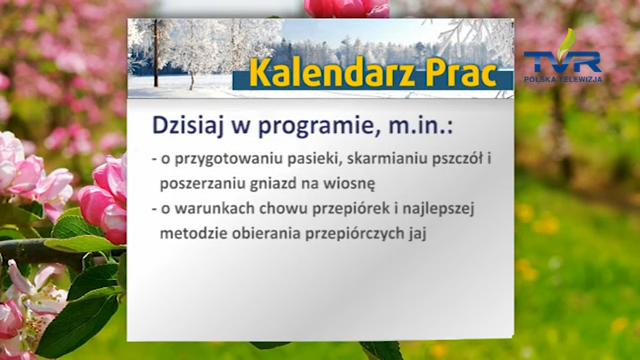 Kalendarz Prac
TVR
POLSKA TELEWIZJA
Dzisiaj w programie, m.in.:
- o przygotowaniu pasieki, skarmianiu pszczół i
poszerzaniu gniazd na wiosnę
- o warunkach chowu przepiórek i najlepszej
metodzie obierania przepiórczych jaj